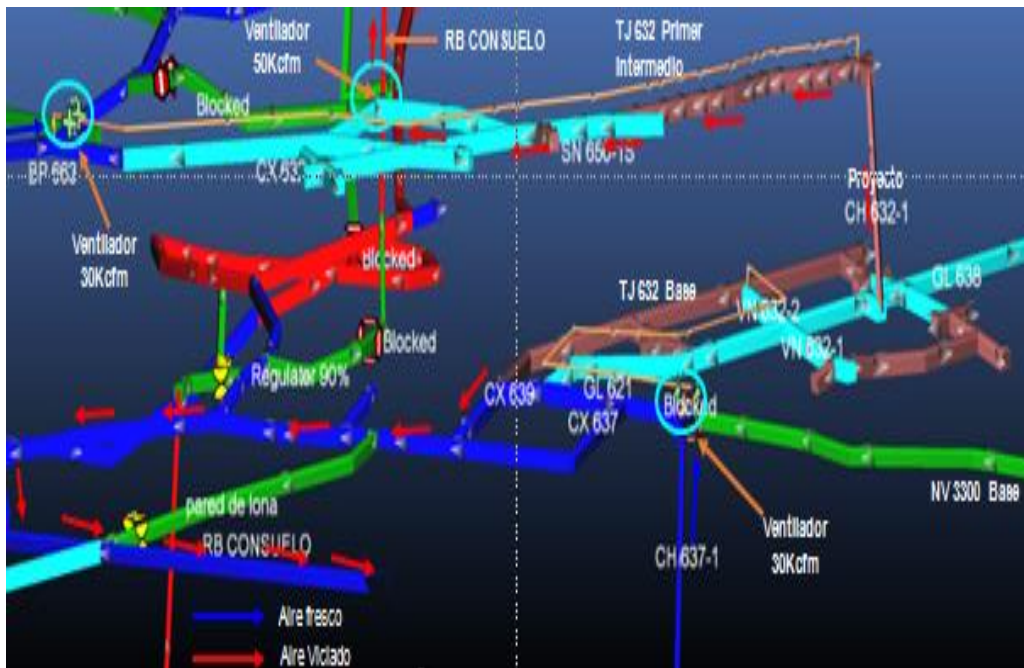 Ventilador
50Kcfm
RB CONSUELO
TJ 632 Primer
Intermedio
Blocked
BP 663
SN 660-15
Proyecto
CH 632-1
Ventilador
30Kcfm
Blocked
TJ 632 Base
GL 638
VN 632-2
VN 632-1
Blocked
Regulator 90%
CX 639
GL 621
CX 637
Blocked
NV 3300 Base
pared de lona
RB CONSUELO
CH 637-1
Ventilador
30Kcfm
Aire fresco
Aire Viciado